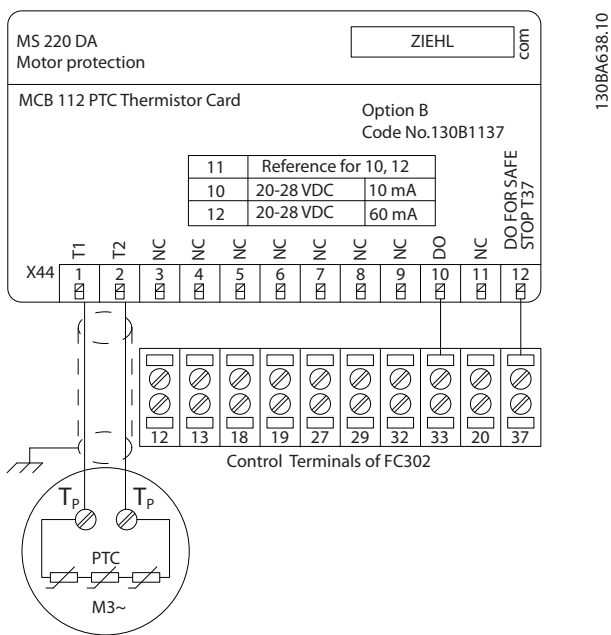 MS 220 DA
Motor protection
ZIEHL
com
130BA638.10
MCB 112 PTC Thermistor Card
Option B
Code No.130B1137
11 Reference for 10, 12
10 20-28 VDC 10 mA
12 20-28 VDC 60 mA
T1 T2 NC NC NC NC NC NC NC DO NC DO FOR SAFE
STOP T37
X44 1 2 3 4 5 6 7 8 9 10 11 12
12 13 18 19 27 29 32 33 20 37
Control Terminals of FC302
TP TP
PTC
M3~